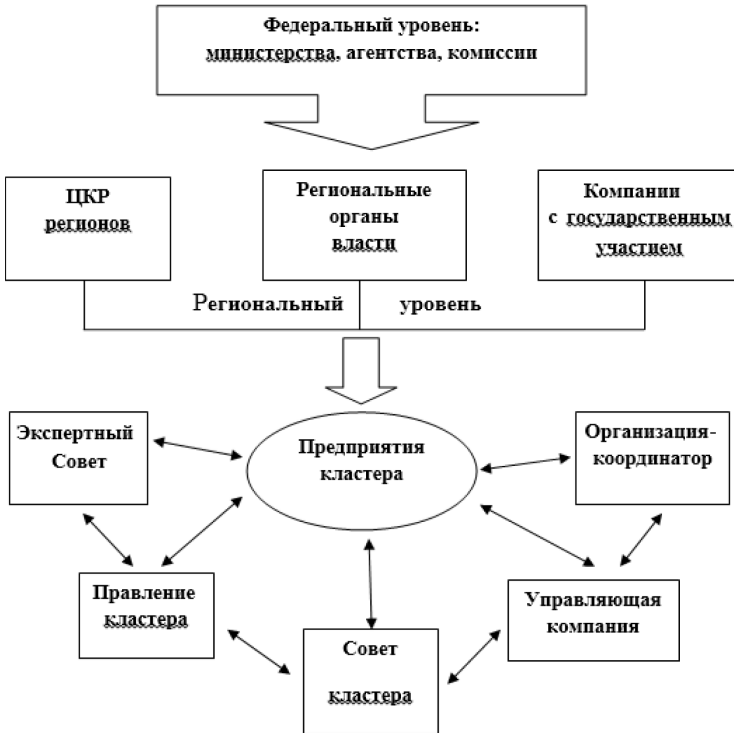 Федеральный уровень:
министерства, агентства, комиссии
ЦКР
регионов
Региональные
органы
власти
Компании
с государственным
участием
Региональный уровень
Экспертный
Совет
Предприятия
кластера
Организация-
координатор
Правление
кластера
Управляющая
компания
Совет
кластера